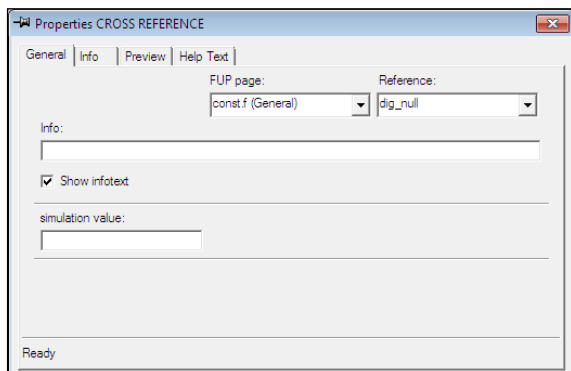 Properties CROSS REFERENCE
General Info Preview Help Text
FUP page: Reference:
const.f (General) dig_null
Info:
Show infotext
simulation value:
Ready